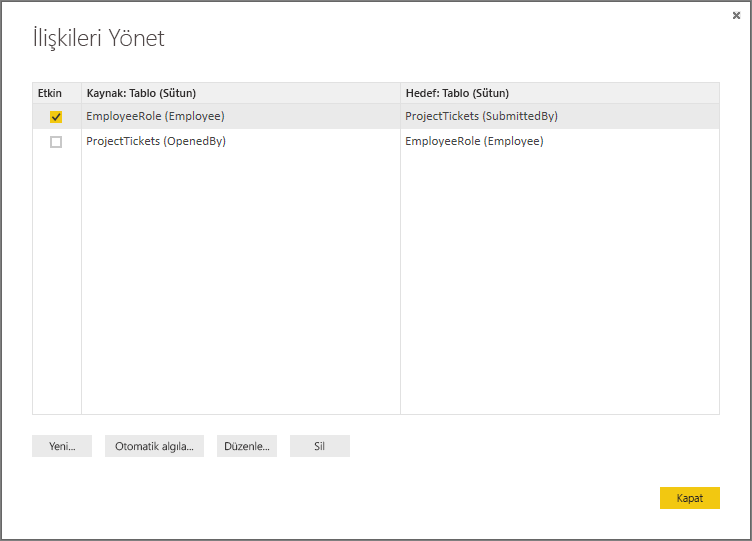 İlişkileri Yönet
Etkin Kaynak: Tablo (Sütun) Hedef: Tablo (Sütun)
EmployeeRole (Employee) ProjectTickets (SubmittedBy)
ProjectTickets (OpenedBy) EmployeeRole (Employee)
Yeni... Otomatik algıla... Düzenle... Sil
Kapat